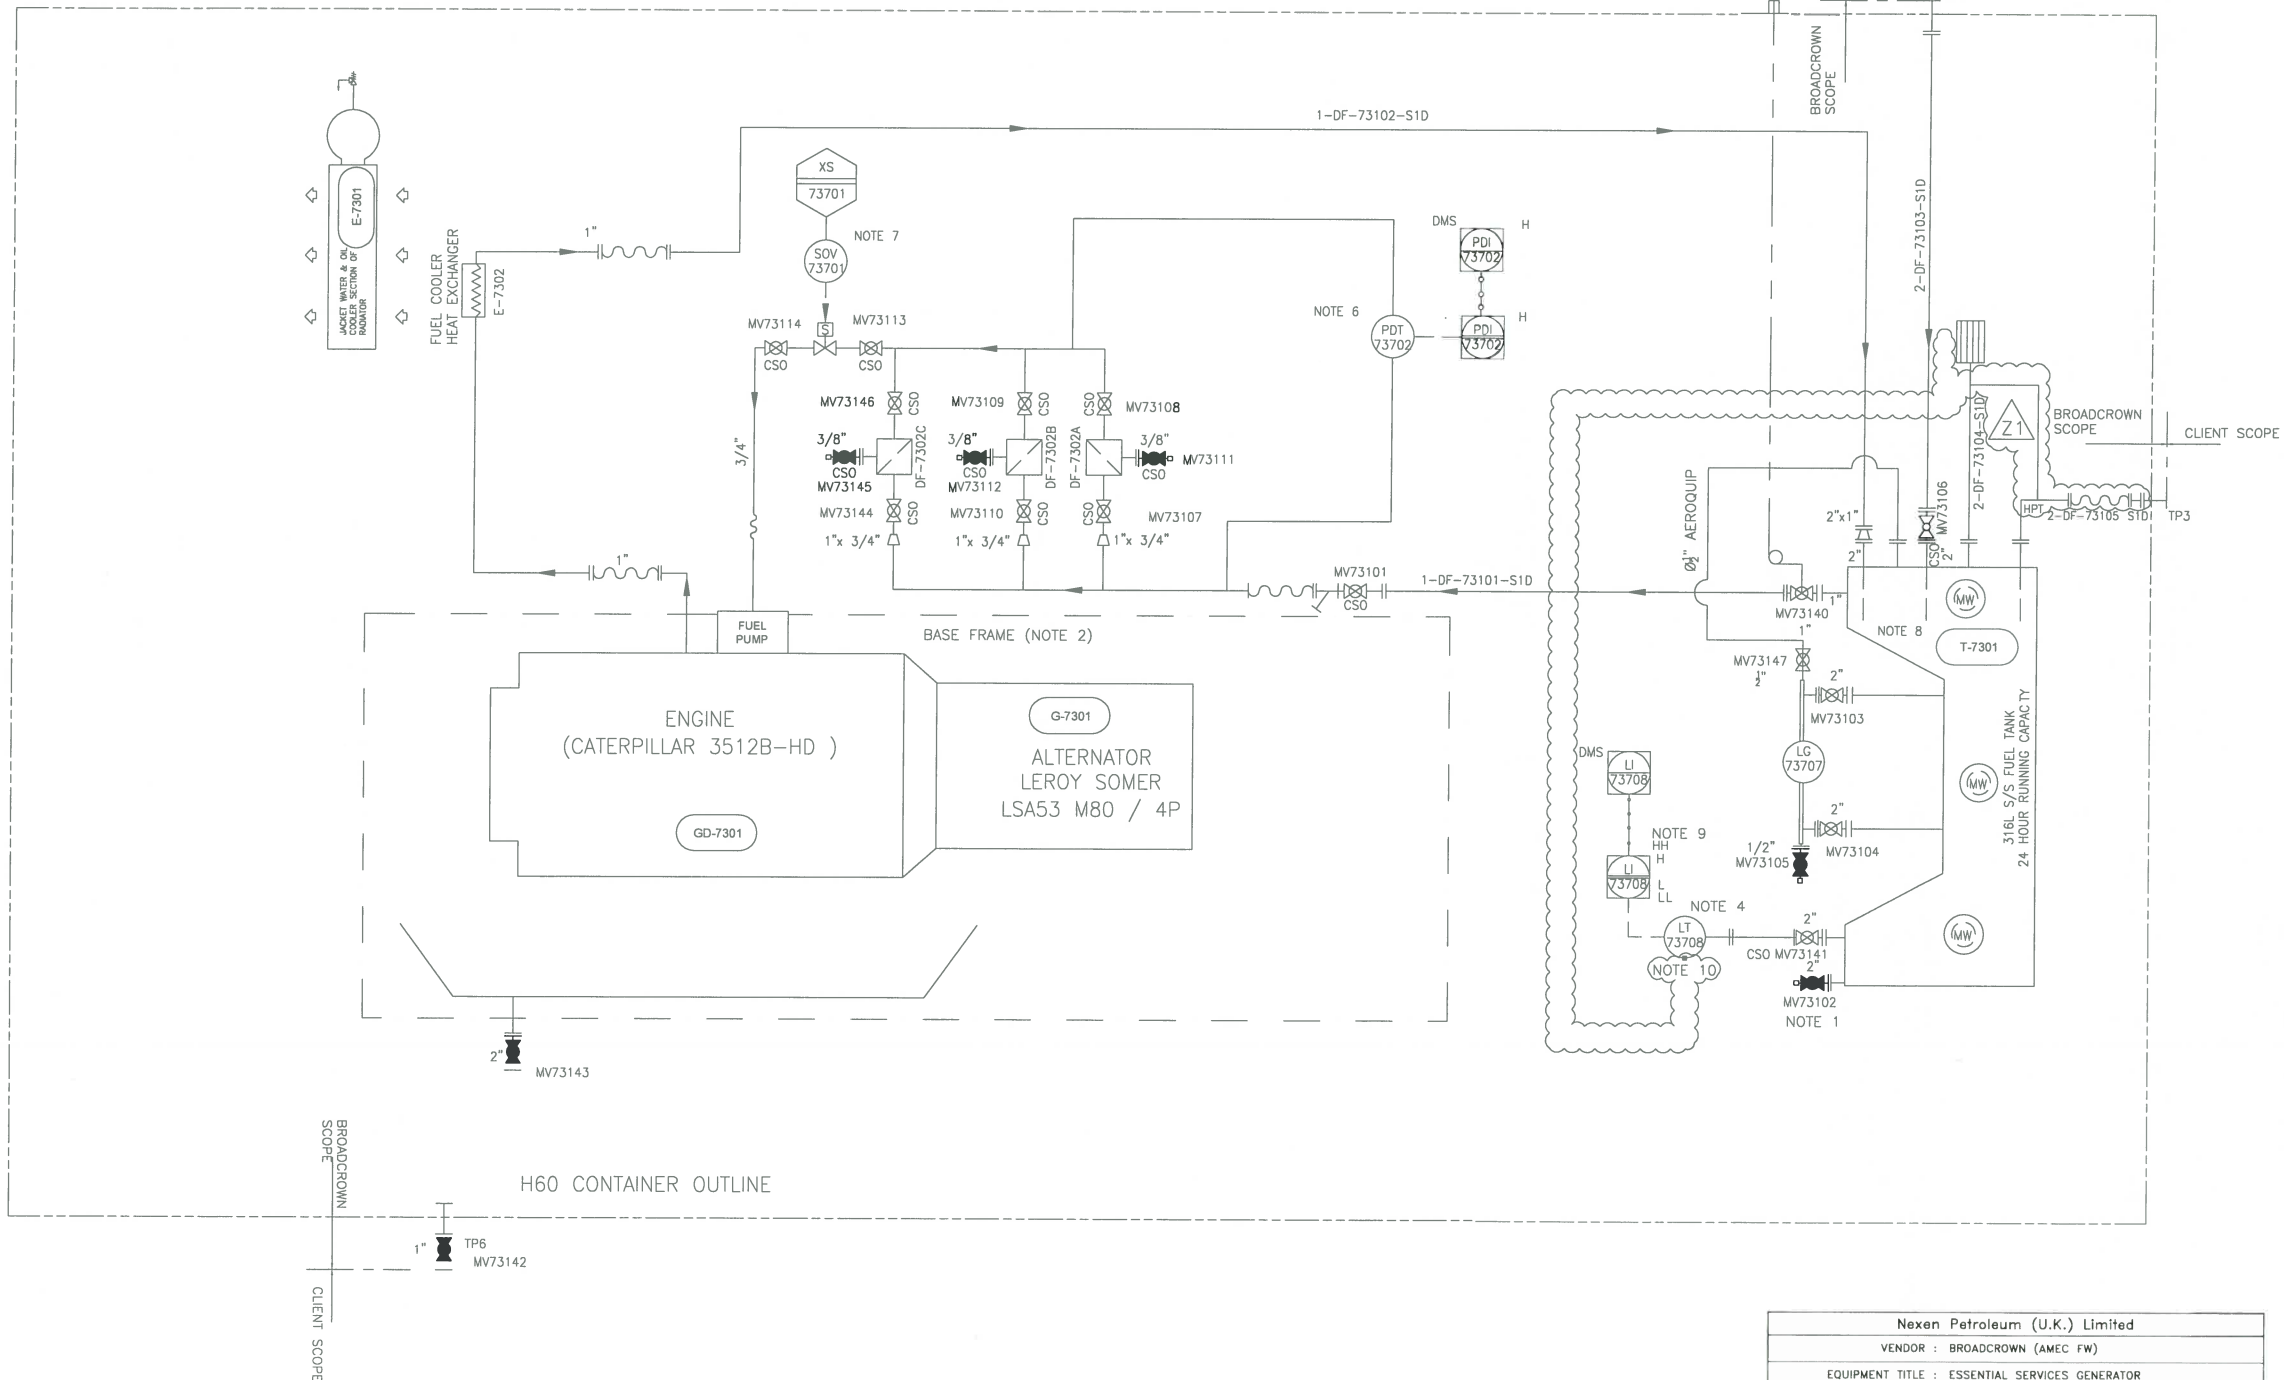 BROADCROWN
SCOPE
1-DF-73102-S1D
2-DF-73103-S1D
E-7301
JACKET WATER & OIL
COOLER SECTION OF
RADIATOR
FUEL COOLER
HEAT EXCHANGER
E-7302
1"
XS
73701
NOTE 7
SOV
73701
S
MV73114
CSO
MV73113
CSO
DMS
H
PDI
73702
NOTE 6
PDT
73702
H
PDI
73702
3/4"
MV73146
CSO
MV73109
CSO
CSO
MV73108
3/8"
CSO
MV73145
DF-7302C
3/8"
CSO
MV73112
DF-7302B
DF-7302A
3/8"
MV73111
CSO
MV73144
CSO
MV73110
CSO
CSO
MV73107
1"x 3/4"
1"x 3/4"
1"x 3/4"
1"
MV73101
CSO
1-DF-73101-S1D
Ø½" AEROQUIP
2"x1"
2"
CSO
2"
MV73106
2-DF-73104-S1D
Z1
BROADCROWN
SCOPE
CLIENT SCOPE
HPT
2-DF-73105 S1D
TP3
MV73140
1"
1"
NOTE 8
MW
T-7301
MV73147
½"
2"
MV73103
LG
73707
2"
MV73104
1/2"
MV73105
MW
316L S/S FUEL TANK
24 HOUR RUNNING CAPACITY
MW
DMS
LI
73708
NOTE 9
HH
H
LI
73708
L
LL
NOTE 4
LT
73708
2"
CSO MV73141
NOTE 10
2"
MV73102
NOTE 1
FUEL
PUMP
BASE FRAME (NOTE 2)
ENGINE
(CATERPILLAR 3512B-HD )
GD-7301
G-7301
ALTERNATOR
LEROY SOMER
LSA53 M80 / 4P
2"
MV73143
BROADCROWN
SCOPE
H60 CONTAINER OUTLINE
1"
TP6
MV73142
CLIENT SCOPE
Nexen Petroleum (U.K.) Limited
VENDOR : BROADCROWN (AMEC FW)
EQUIPMENT TITLE : ESSENTIAL SERVICES GENERATOR